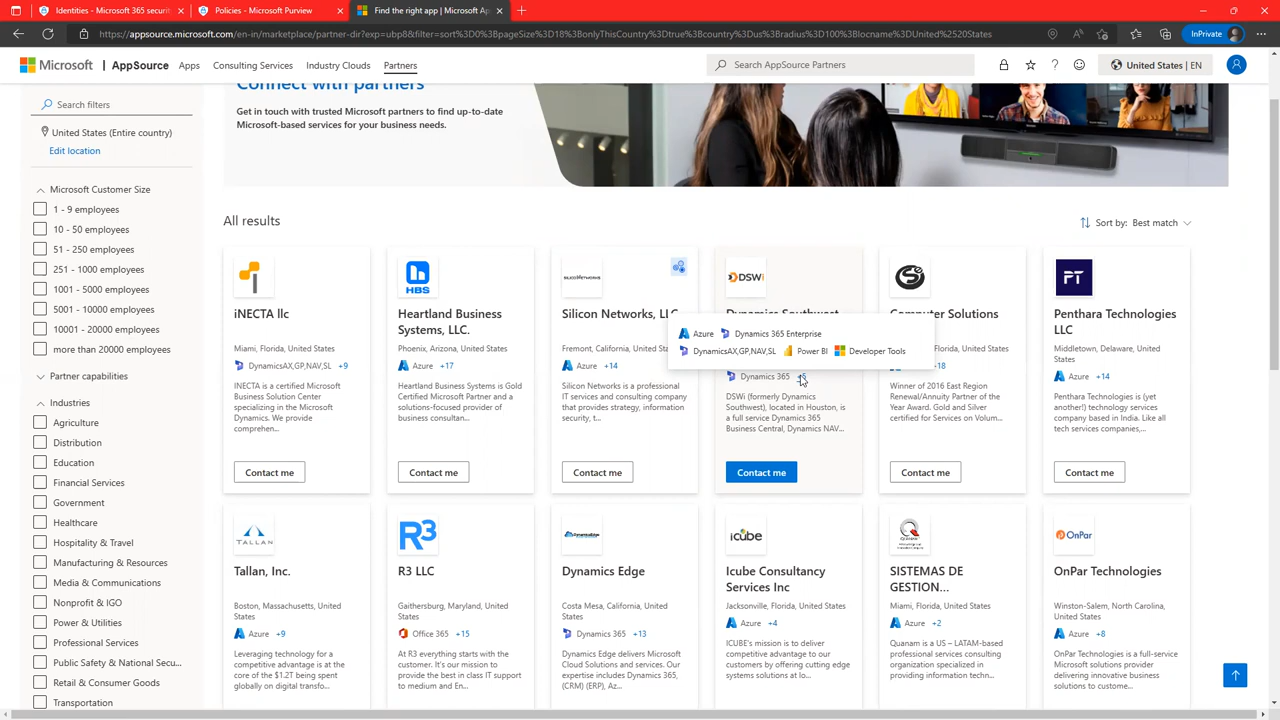 Identities - Microsoft 365 securi
Policies - Microsoft Purview
Find the right app | Microsoft Ap
https://appsource.microsoft.com/en-in/marketplace/partner-dir?exp=ubp8&filter=sort%3D0%3BpageSize%3D18%3BonlyThisCountry%3Dtrue%3Bcountry%3Dus%3Bradius%3D100%3Blocname%3DUnited%2520States
InPrivate
Microsoft
AppSource
Apps
Consulting Services
Industry Clouds
Partners
Search AppSource Partners
United States | EN
Search filters
United States (Entire country)
Edit location
Microsoft Customer Size
1 - 9 employees
10 - 50 employees
51 - 250 employees
251 - 1000 employees
1001 - 5000 employees
5001 - 10000 employees
10001 - 20000 employees
more than 20000 employees
Partner capabilities
Industries
Agriculture
Distribution
Education
Financial Services
Government
Healthcare
Hospitality & Travel
Manufacturing & Resources
Media & Communications
Nonprofit & IGO
Power & Utilities
Professional Services
Public Safety & National Secu...
Retail & Consumer Goods
Transportation
Connect with partners
Get in touch with trusted Microsoft partners to find up-to-date
Microsoft-based services for your business needs.
All results
Sort by: Best match
iNECTA llc
Miami, Florida, United States
DynamicsAX,GP,NAV,SL +9
INECTA is a certified Microsoft
Business Solution Center
specializing in the Microsoft
Dynamics. We provide
comprehen...
Contact me
HBS
Heartland Business
Systems, LLC.
Phoenix, Arizona, United States
Azure +17
Heartland Business Systems is Gold
Certified Microsoft Partner and a
solutions-focused provider of
business consultan...
Contact me
Silicon Networks, LLC
Fremont, California, United Stat
Azure +14
Silicon Networks is a professional
IT services and consulting company
that provides strategy, information
security, t...
Contact me
DSWi
Dynamics Southwest
Azure
Dynamics 365 Enterprise
DynamicsAX,GP,NAV,SL
Power BI
Developer Tools
Dynamics 365
DSWi (formerly Dynamics
Southwest), located in Houston, is
a full service Dynamics 365
Business Central, Dynamics NAV...
Contact me
Computer Solutions
, Florida, United States
+18
Winner of 2016 East Region
Renewal/Annuity Partner of the
Year Award. Gold and Silver
certified for Services on Volum...
Contact me
PT
Penthara Technologies
LLC
Middletown, Delaware, United
States
Azure +14
Penthara Technologies is (yet
another!) technology services
company based in India. Like all
tech services companies,...
Contact me
TALLAN
Tallan, Inc.
Boston, Massachusetts, United
States
Azure +9
Leveraging technology for a
competitive advantage is at the
core of the $1.2T being spent
globally on digital transfo...
R3
R3 LLC
Gaithersburg, Maryland, United
States
Office 365 +15
At R3 everything starts with the
customer. It's our mission to
provide the best in class IT support
to medium and En...
Dynamics Edge
Costa Mesa, California, United
States
Dynamics 365 +13
Dynamics Edge delivers Microsoft
Cloud Solutions and services. Our
expertise includes Dynamics 365,
(CRM) (ERP), Az...
icube
Icube Consultancy
Services Inc
Jacksonville, Florida, United States
Azure +4
ICUBE's mission is to deliver
competitive advantage to our
customers by offering cutting edge
systems solutions at lo...
SISTEMAS DE
GESTION...
Miami, Florida, United States
Azure +2
Quanam is a US – LATAM-based
professional services consulting
organization specialized in
providing information techn...
OnPar
OnPar Technologies
Winston-Salem, North Carolina,
United States
Azure +8
OnPar Technologies is a full-service
Microsoft solutions provider
delivering innovative business
solutions to custome...